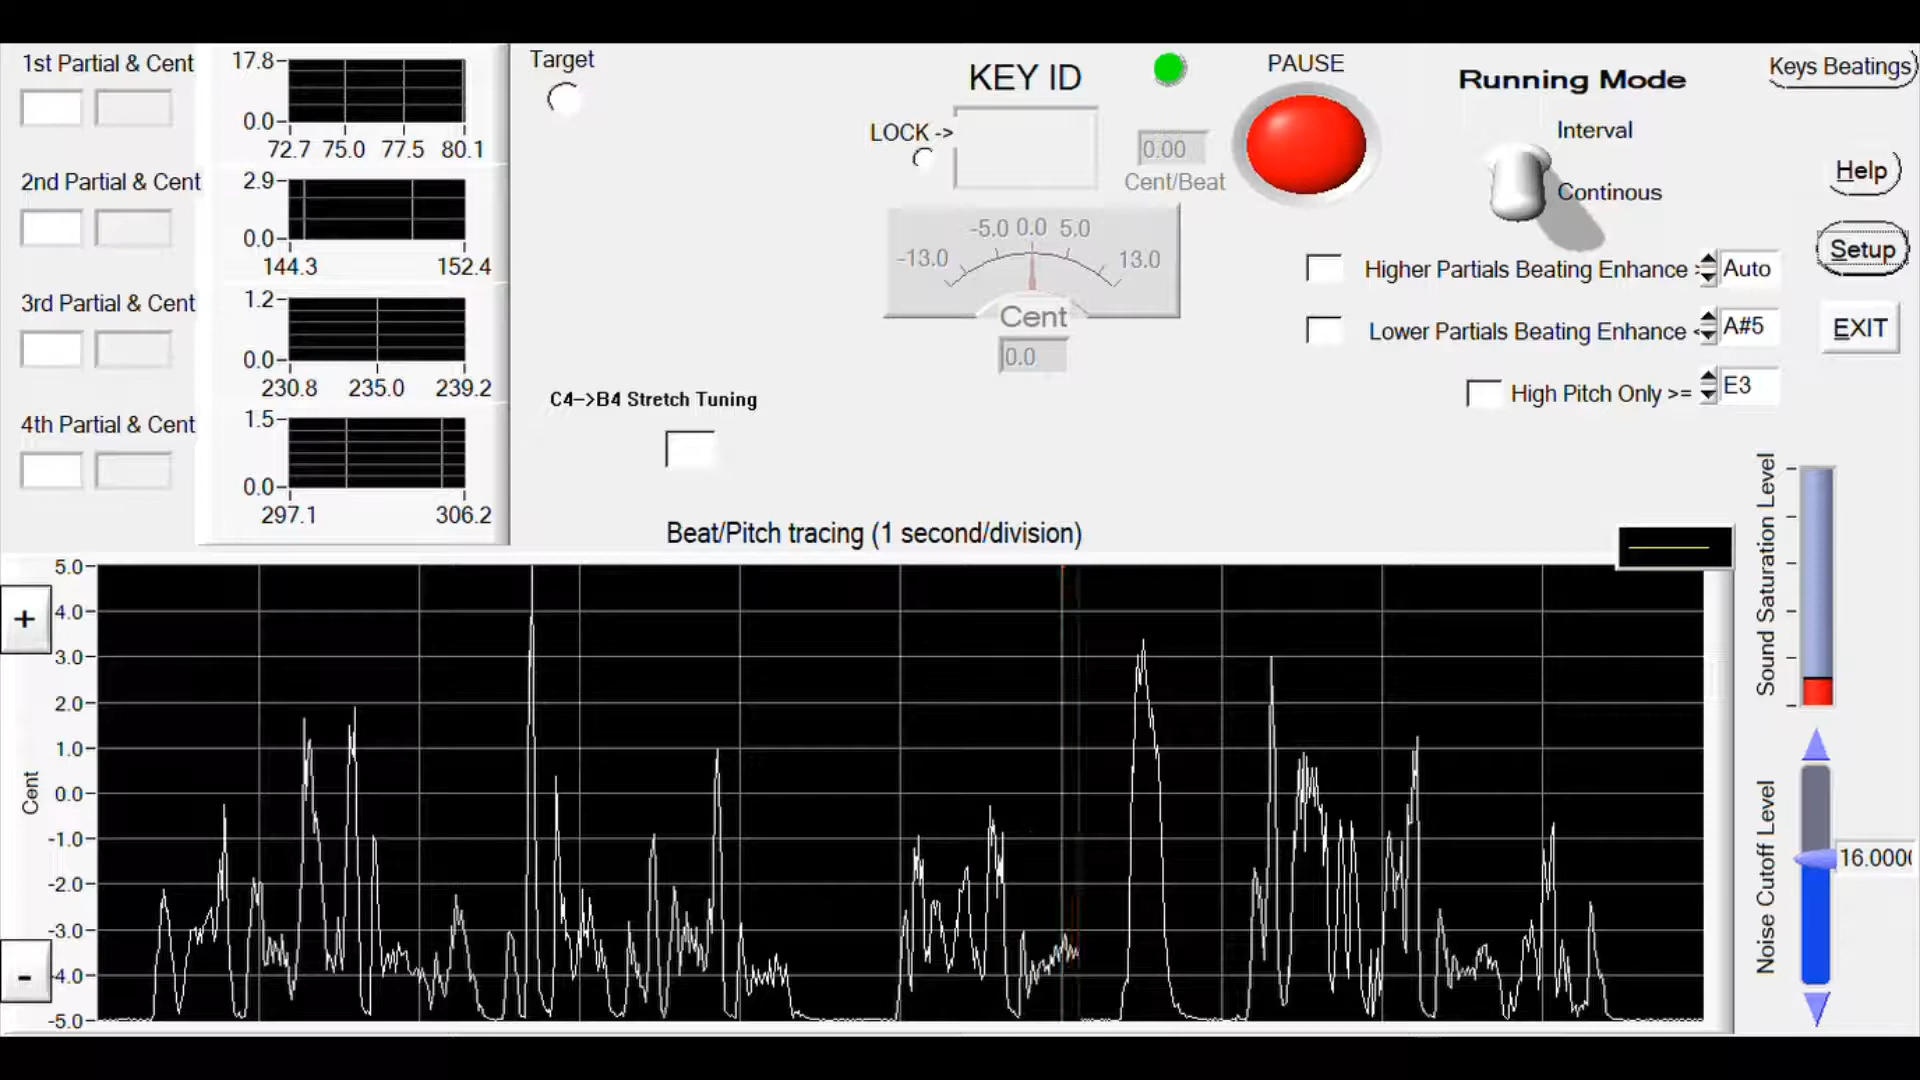 1st Partial & Cent
17.8
0.0
72.7 75.0 77.5 80.1
2nd Partial & Cent
2.9
0.0
144.3 152.4
3rd Partial & Cent
1.2
0.0
230.8 235.0 239.2
4th Partial & Cent
1.5
0.0
297.1 306.2
Target
KEY ID
LOCK ->
0.00
Cent/Beat
-13.0 -5.0 0.0 5.0 13.0
Cent
0.0
C4->B4 Stretch Tuning
PAUSE
Running Mode
Interval
Continous
Higher Partials Beating Enhance > Auto
Lower Partials Beating Enhance < A#5
High Pitch Only >= E3
Keys Beatings
Help
Setup
EXIT
Beat/Pitch tracing (1 second/division)
+
-
Cent
5.0
4.0
3.0
2.0
1.0
0.0
-1.0
-2.0
-3.0
-4.0
-5.0
Sound Saturation Level
Noise Cutoff Level
16.000